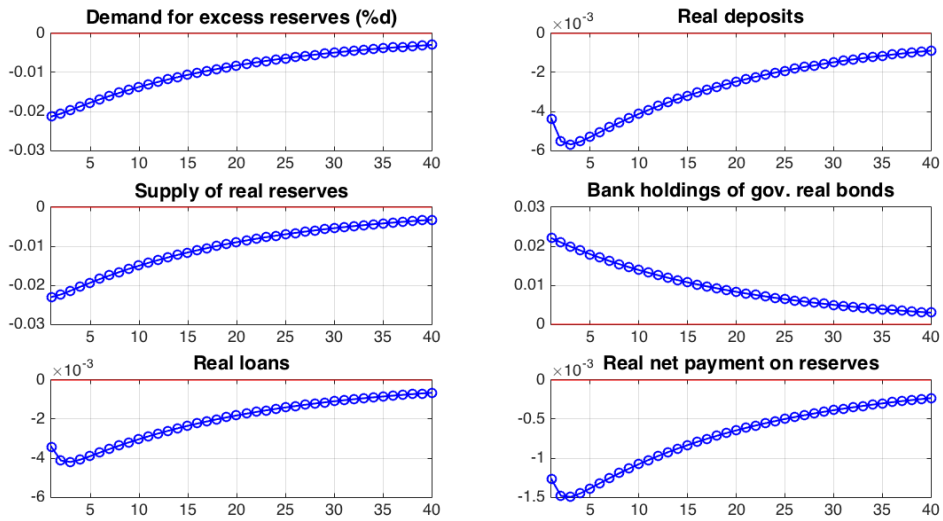 Demand for excess reserves (%d)
0
-0.01
-0.02
-0.03
5 10 15 20 25 30 35 40
Real deposits
×10⁻³
0
-2
-4
-6
5 10 15 20 25 30 35 40
Supply of real reserves
0
-0.01
-0.02
-0.03
5 10 15 20 25 30 35 40
Bank holdings of gov. real bonds
0.03
0.02
0.01
0
5 10 15 20 25 30 35 40
Real loans
×10⁻³
0
-2
-4
-6
5 10 15 20 25 30 35 40
Real net payment on reserves
×10⁻³
0
-0.5
-1
-1.5
5 10 15 20 25 30 35 40